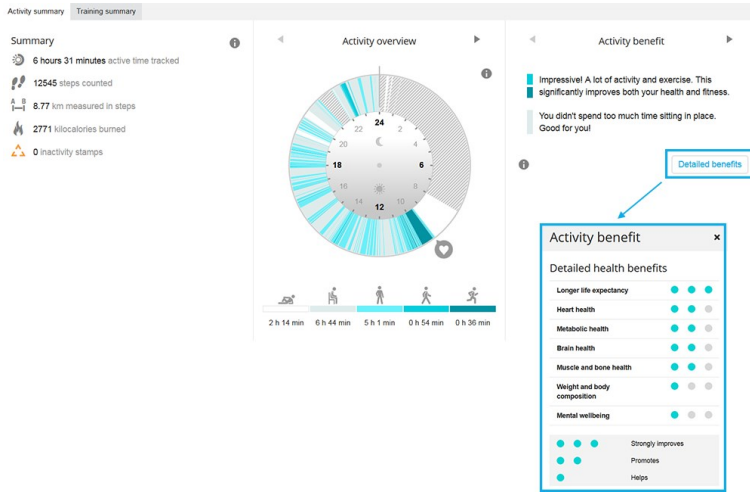 Activity summary
Training summary
Summary
6 hours 31 minutes active time tracked
12545 steps counted
A B
8.77 km measured in steps
2771 kilocalories burned
0 inactivity stamps
Activity overview
24
22 2
20 4
18 6
16 8
14 10
12
2 h 14 min 6 h 44 min 5 h 1 min 0 h 54 min 0 h 36 min
Activity benefit
Impressive! A lot of activity and exercise. This
significantly improves both your health and fitness.
You didn't spend too much time sitting in place.
Good for you!
Detailed benefits
Activity benefit ×
Detailed health benefits
Longer life expectancy
Heart health
Metabolic health
Brain health
Muscle and bone health
Weight and body
composition
Mental wellbeing
Strongly improves
Promotes
Helps